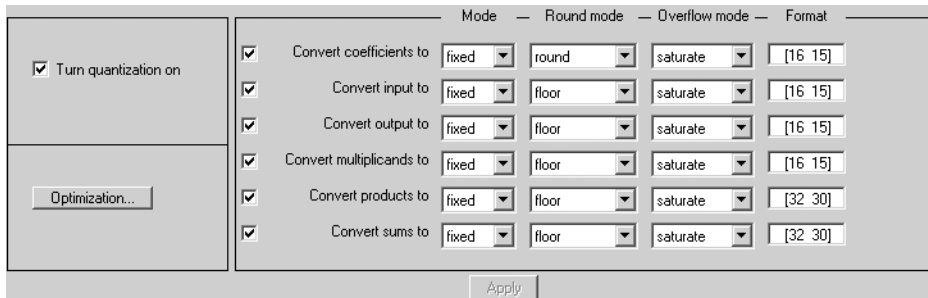 Mode Round mode Overflow mode Format
Turn quantization on
Convert coefficients to fixed round saturate [16 15]
Convert input to fixed floor saturate [16 15]
Convert output to fixed floor saturate [16 15]
Convert multiplicands to fixed floor saturate [16 15]
Optimization...
Convert products to fixed floor saturate [32 30]
Convert sums to fixed floor saturate [32 30]
Apply